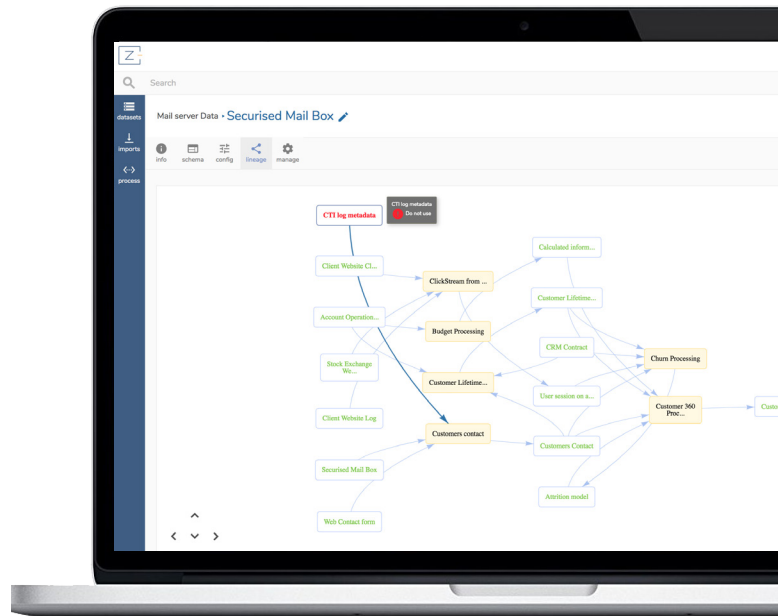 Z
Search
datasets
Mail server Data • Securised Mail Box
imports
info
schema
config
lineage
manage
process
CTI log metadata
CTI log metadata
! Do not use
Calculated inform...
Client Website Cl...
ClickStream from ...
Customer Lifetime...
Account Operation...
Budget Processing
CRM Contract
Churn Processing
Stock Exchange
We...
Customer Lifetime...
User session on a...
Customer 360
Proc...
Custo
Client Website Log
Customers contact
Customers Contact
Securised Mail Box
Attrition model
Web Contact form